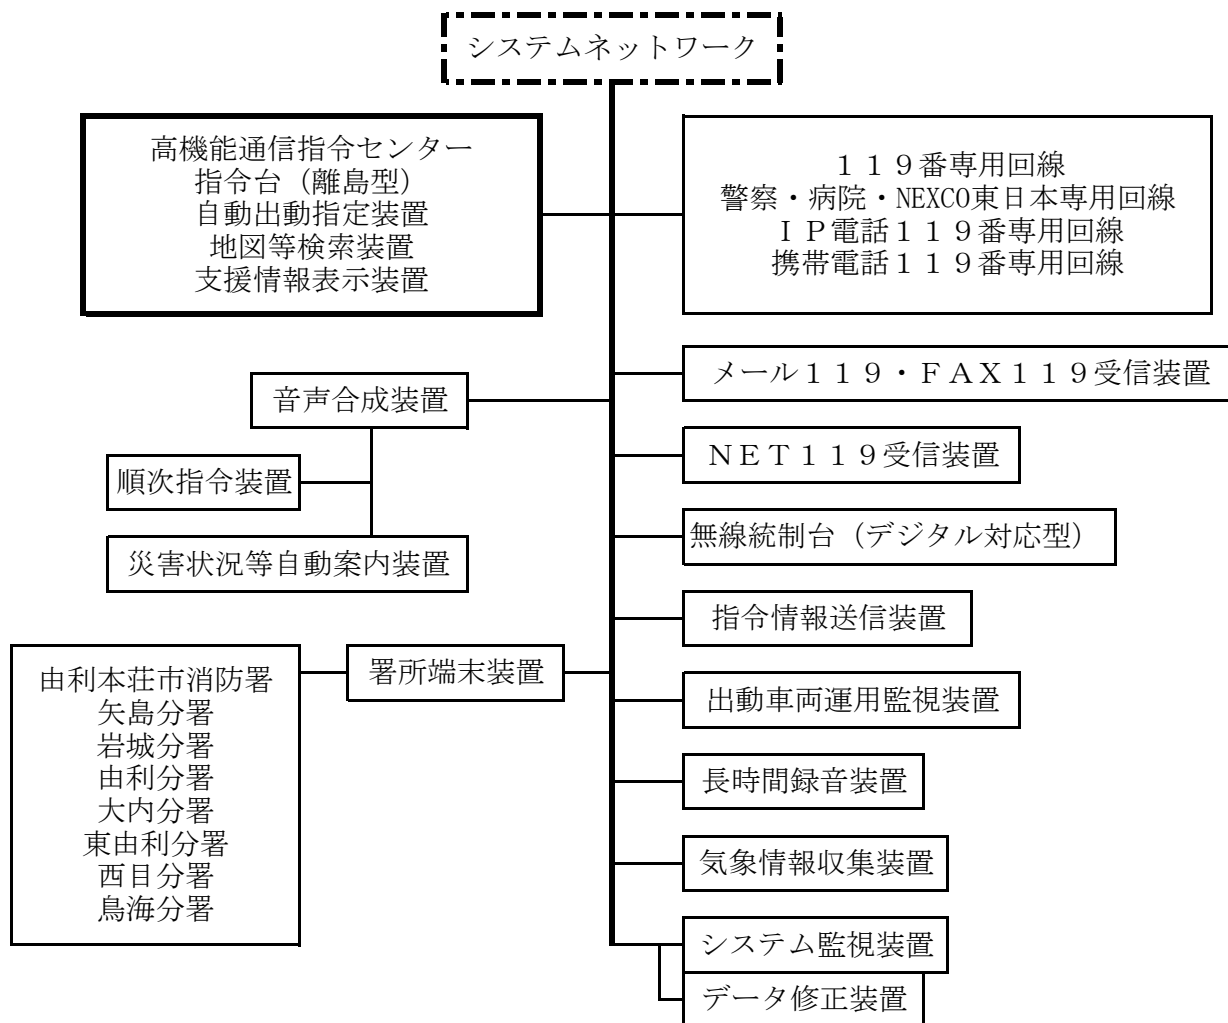 システムネットワーク
高機能通信指令センター
指令台（離島型）
自動出動指定装置
地図等検索装置
支援情報表示装置
１１９番専用回線
警察・病院・NEXCO東日本専用回線
ＩＰ電話１１９番専用回線
携帯電話１１９番専用回線
メール１１９・ＦＡＸ１１９受信装置
音声合成装置
ＮＥＴ１１９受信装置
順次指令装置
無線統制台（デジタル対応型）
災害状況等自動案内装置
指令情報送信装置
署所端末装置
由利本荘市消防署
矢島分署
岩城分署
由利分署
大内分署
東由利分署
西目分署
鳥海分署
出動車両運用監視装置
長時間録音装置
気象情報収集装置
システム監視装置
データ修正装置